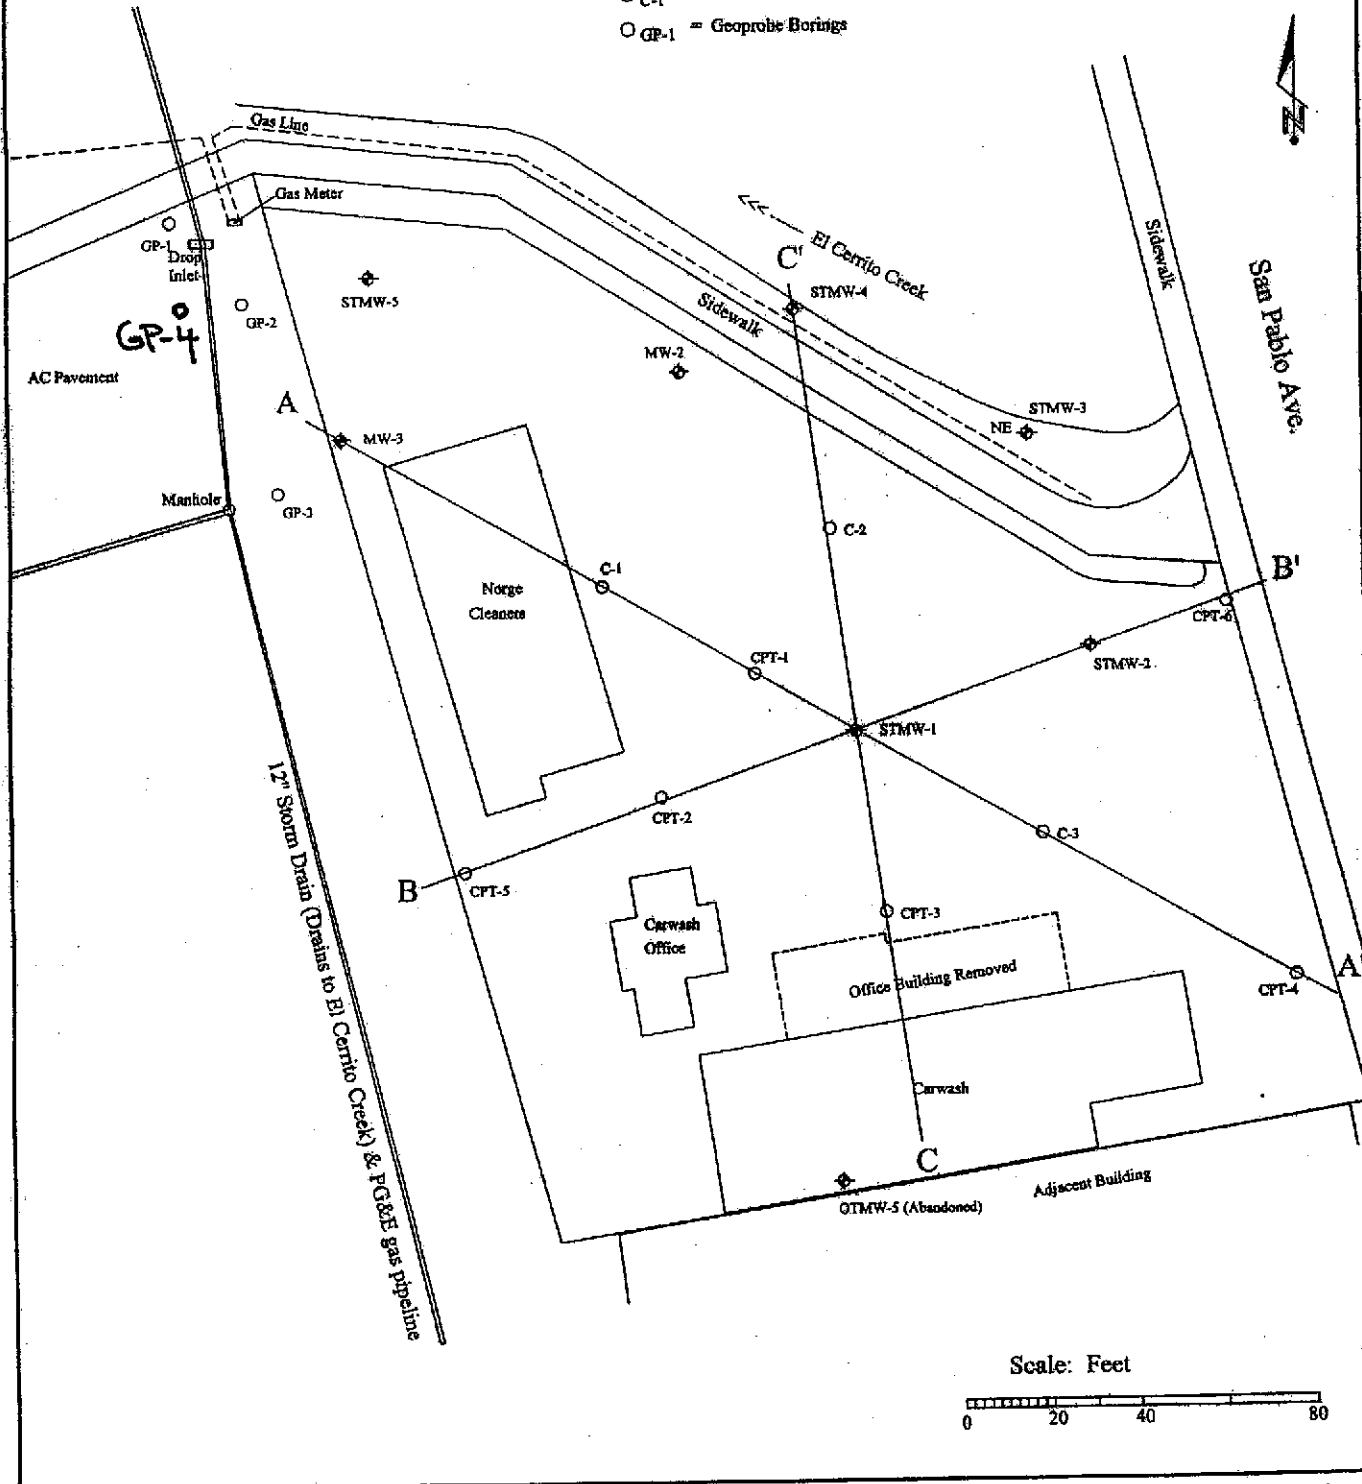 C-1
GP-1 = Geoprobe Borings
N
Gas Line
Gas Meter
GP-1
Drop
Inlet
GP-2
GP-4
STMW-5
AC Pavement
El Cerrito Creek
C'
STMW-4
Sidewalk
MW-2
Sidewalk
San Pablo Ave.
STMW-3
NE
A
MW-3
Manhole
GP-3
C-2
C-1
Norge
Cleaners
B'
CPT-6
STMW-2
CPT-1
STMW-1
CPT-2
C-3
B
CPT-5
CPT-3
Carwash
Office
Office Building Removed
A
CPT-4
Carwash
C
OTMW-5 (Abandoned)
Adjacent Building
12" Storm Drain (Drains to El Cerrito Creek) & PG&E gas pipeline
Scale: Feet
0 20 40 80